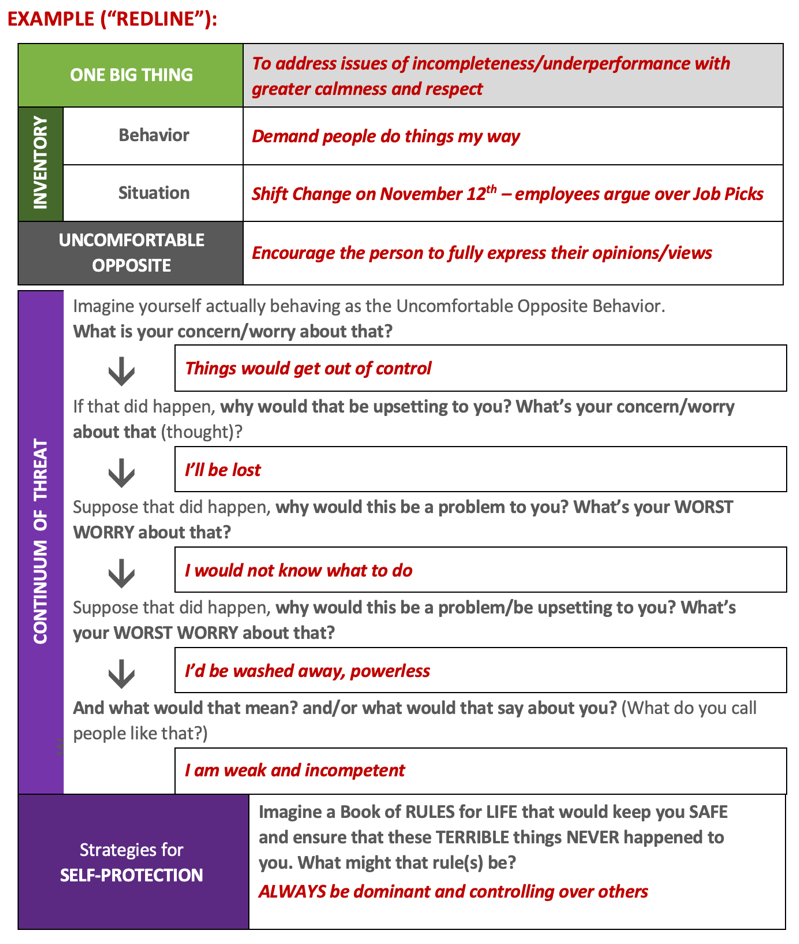 EXAMPLE ("REDLINE"):
ONE BIG THING
To address issues of incompleteness/underperformance with
greater calmness and respect
INVENTORY
Behavior
Demand people do things my way
Situation
Shift Change on November 12th – employees argue over Job Picks
UNCOMFORTABLE
OPPOSITE
Encourage the person to fully express their opinions/views
CONTINUUM OF THREAT
Imagine yourself actually behaving as the Uncomfortable Opposite Behavior.
What is your concern/worry about that?
Things would get out of control
If that did happen, why would that be upsetting to you? What's your concern/worry
about that (thought)?
I'll be lost
Suppose that did happen, why would this be a problem to you? What's your WORST
WORRY about that?
I would not know what to do
Suppose that did happen, why would this be a problem/be upsetting to you? What's
your WORST WORRY about that?
I'd be washed away, powerless
And what would that mean? and/or what would that say about you? (What do you call
people like that?)
I am weak and incompetent
Strategies for
SELF-PROTECTION
Imagine a Book of RULES for LIFE that would keep you SAFE
and ensure that these TERRIBLE things NEVER happened to
you. What might that rule(s) be?
ALWAYS be dominant and controlling over others